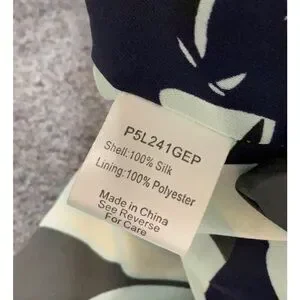 P5L241GEP
Shell:100% Silk
Lining:100% Polyester
Made in China
See Reverse
For Care